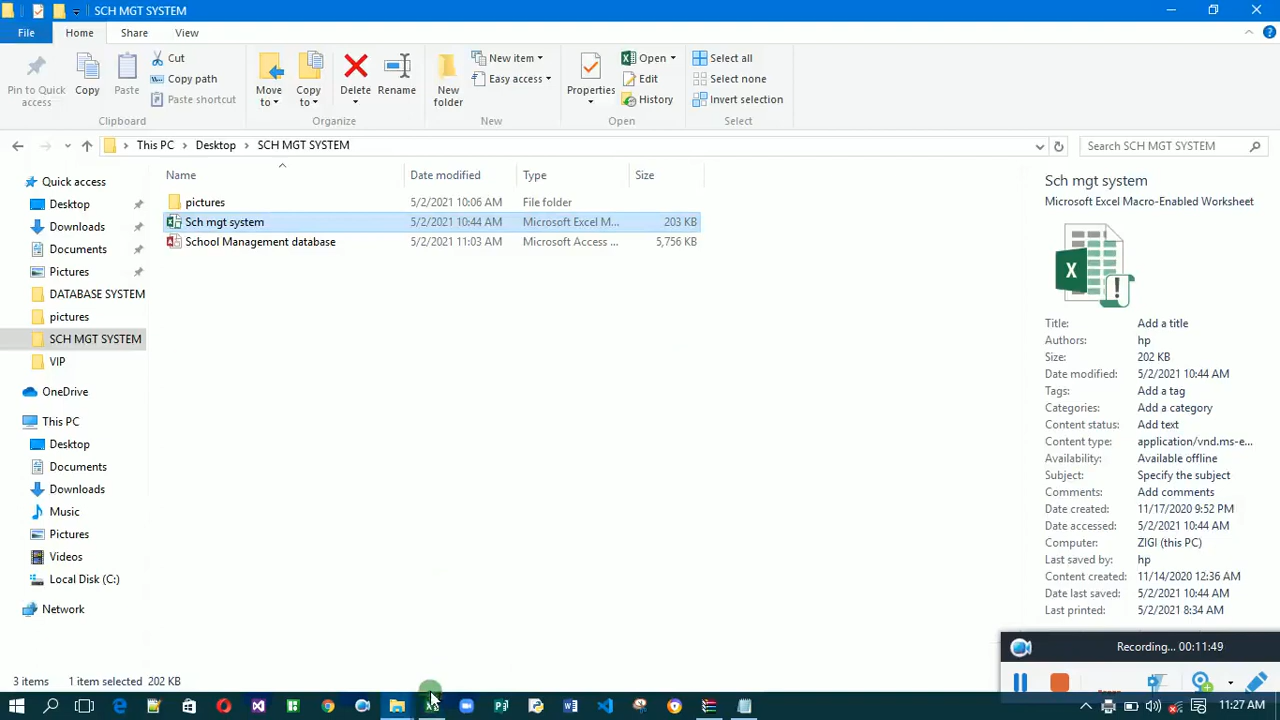 SCH MGT SYSTEM
File
Home
Share
View
Pin to Quick access
Copy
Paste
Cut
Copy path
Paste shortcut
Clipboard
Move to
Copy to
Delete
Rename
Organize
New folder
New item
Easy access
New
Properties
Open
Edit
History
Open
Select all
Select none
Invert selection
Select
This PC
Desktop
SCH MGT SYSTEM
Search SCH MGT SYSTEM
Quick access
Desktop
Downloads
Documents
Pictures
DATABASE SYSTEM
pictures
SCH MGT SYSTEM
VIP
OneDrive
This PC
Desktop
Documents
Downloads
Music
Pictures
Videos
Local Disk (C:)
Network
Name Date modified Type Size
pictures 5/2/2021 10:06 AM File folder
Sch mgt system 5/2/2021 10:44 AM Microsoft Excel M... 203 KB
School Management database 5/2/2021 11:03 AM Microsoft Access ... 5,756 KB
Sch mgt system
Microsoft Excel Macro-Enabled Worksheet
Title: Add a title
Authors: hp
Size: 202 KB
Date modified: 5/2/2021 10:44 AM
Tags: Add a tag
Categories: Add a category
Content status: Add text
Content type: application/vnd.ms-e...
Availability: Available offline
Subject: Specify the subject
Comments: Add comments
Date created: 11/17/2020 9:52 PM
Date accessed: 5/2/2021 10:44 AM
Computer: ZIGI (this PC)
Last saved by: hp
Content created: 11/14/2020 12:36 AM
Date last saved: 5/2/2021 10:44 AM
Last printed: 5/2/2021 8:34 AM
Recording... 00:11:49
3 items 1 item selected 202 KB
11:27 AM